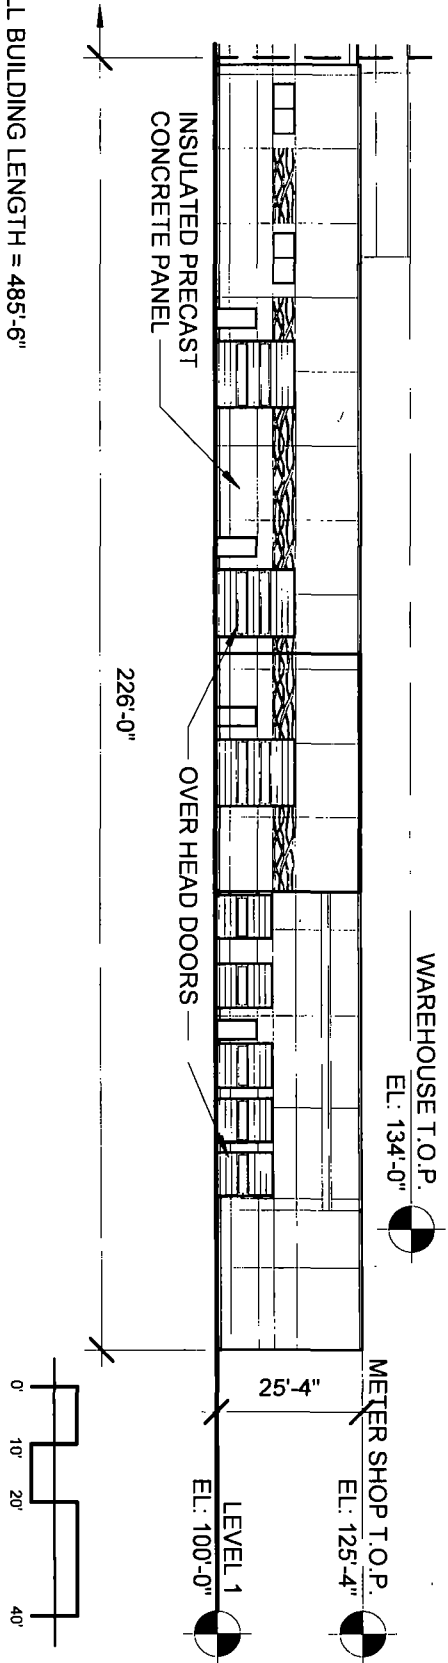 WAREHOUSE T.O.P.
EL: 134'-0"
METER SHOP T.O.P.
EL: 125'-4"
25'-4"
LEVEL 1
EL: 100'-0"
INSULATED PRECAST
CONCRETE PANEL
OVER HEAD DOORS
226'-0"
BUILDING LENGTH = 485'-6"
0'
10'
20'
40'